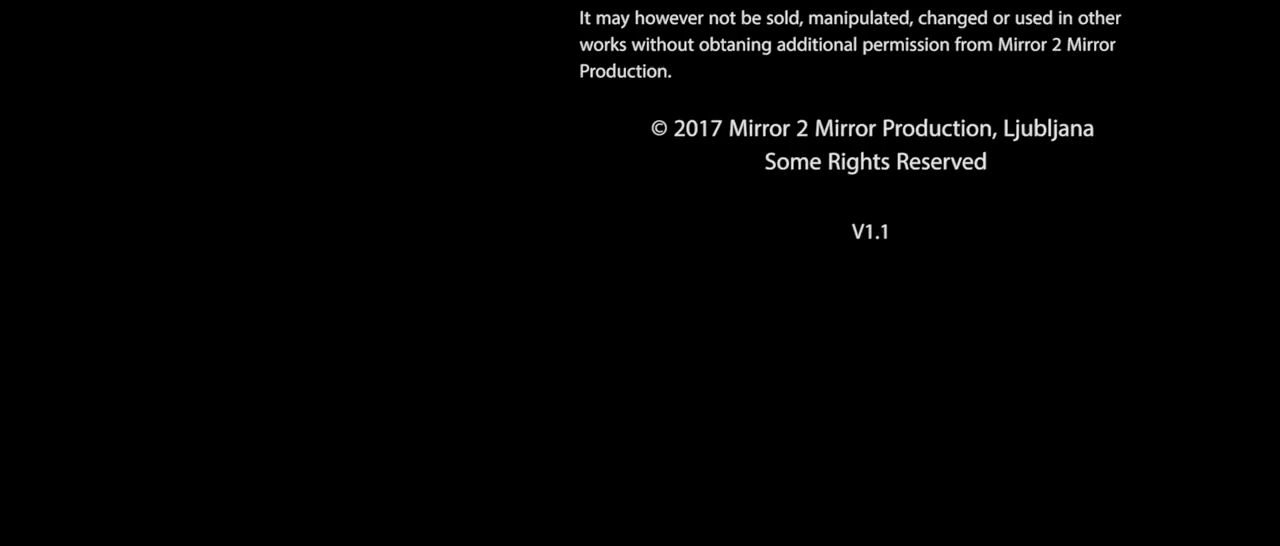 It may however not be sold, manipulated, changed or used in other
works without obtaning additional permission from Mirror 2 Mirror
Production.
© 2017 Mirror 2 Mirror Production, Ljubljana
Some Rights Reserved
V1.1